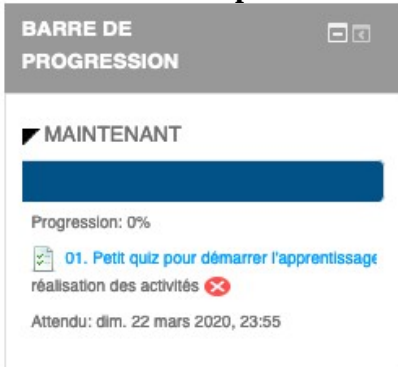 BARRE DE
PROGRESSION
MAINTENANT
Progression: 0%
01. Petit quiz pour démarrer l'apprentissage
réalisation des activités
Attendu: dim. 22 mars 2020, 23:55